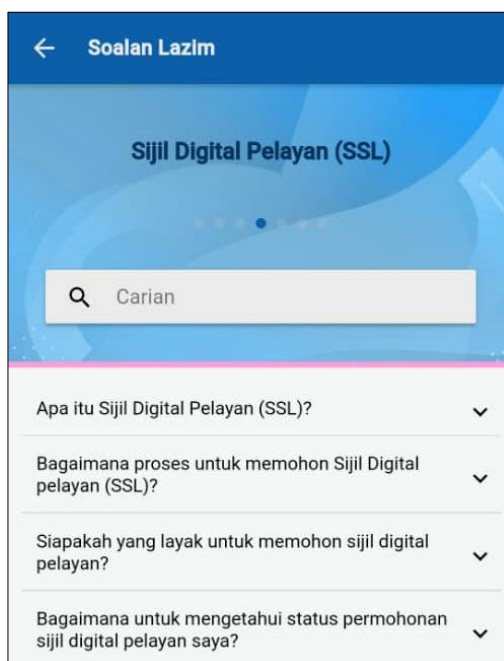 Soalan Lazim
Sijil Digital Pelayan (SSL)
Carian
Apa itu Sijil Digital Pelayan (SSL)?
Bagaimana proses untuk memohon Sijil Digital
pelayan (SSL)?
Siapakah yang layak untuk memohon sijil digital
pelayan?
Bagaimana untuk mengetahui status permohonan
sijil digital pelayan saya?